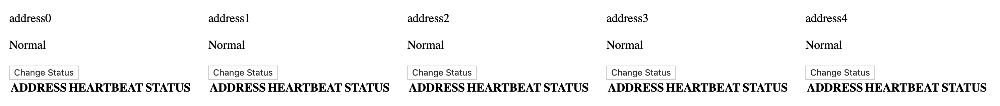 address0 address1 address2 address3 address4
Normal Normal Normal Normal Normal
Change Status Change Status Change Status Change Status Change Status
ADDRESS HEARTBEAT STATUS ADDRESS HEARTBEAT STATUS ADDRESS HEARTBEAT STATUS ADDRESS HEARTBEAT STATUS ADDRESS HEARTBEAT STATUS